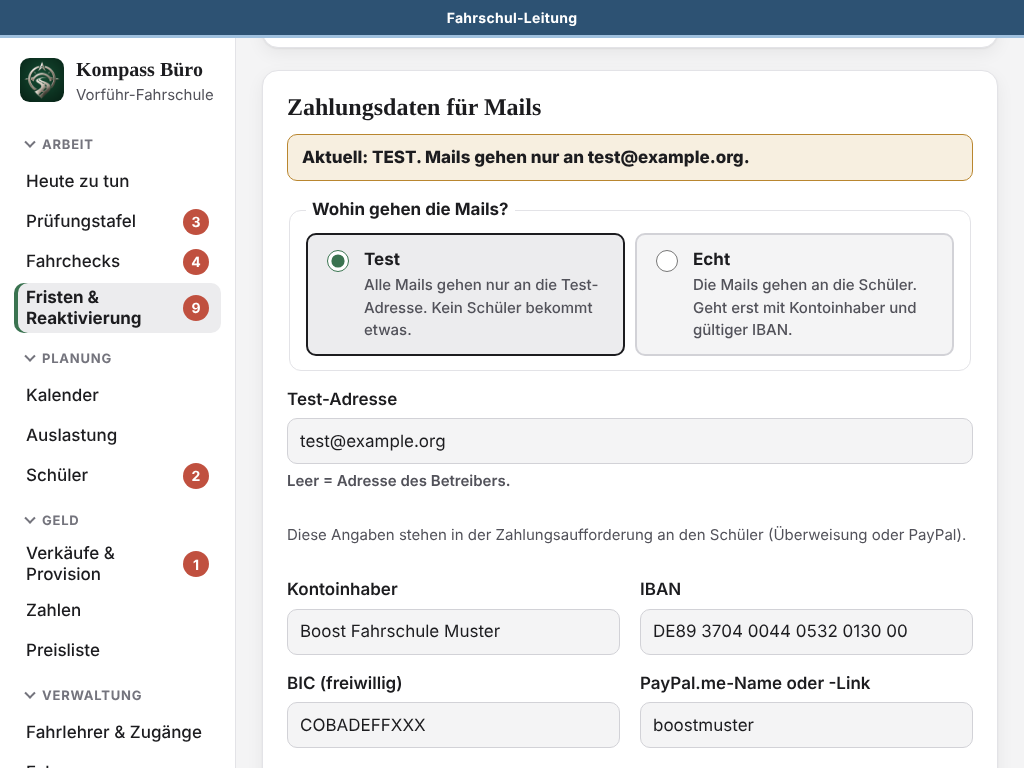 Fahrschul-Leitung
Kompass Büro
Vorführ-Fahrschule
ARBEIT
Heute zu tun
Prüfungstafel 3
Fahrchecks 4
Fristen &
Reaktivierung 9
PLANUNG
Kalender
Auslastung
Schüler 2
GELD
Verkäufe &
Provision 1
Zahlen
Preisliste
VERWALTUNG
Fahrlehrer & Zugänge
Zahlungsdaten für Mails
Aktuell: TEST. Mails gehen nur an test@example.org.
Wohin gehen die Mails?
Test
Alle Mails gehen nur an die Test-
Adresse. Kein Schüler bekommt
etwas.
Echt
Die Mails gehen an die Schüler.
Geht erst mit Kontoinhaber und
gültiger IBAN.
Test-Adresse
test@example.org
Leer = Adresse des Betreibers.
Diese Angaben stehen in der Zahlungsaufforderung an den Schüler (Überweisung oder PayPal).
Kontoinhaber
Boost Fahrschule Muster
IBAN
DE89 3704 0044 0532 0130 00
BIC (freiwillig)
COBADEFFXXX
PayPal.me-Name oder -Link
boostmuster